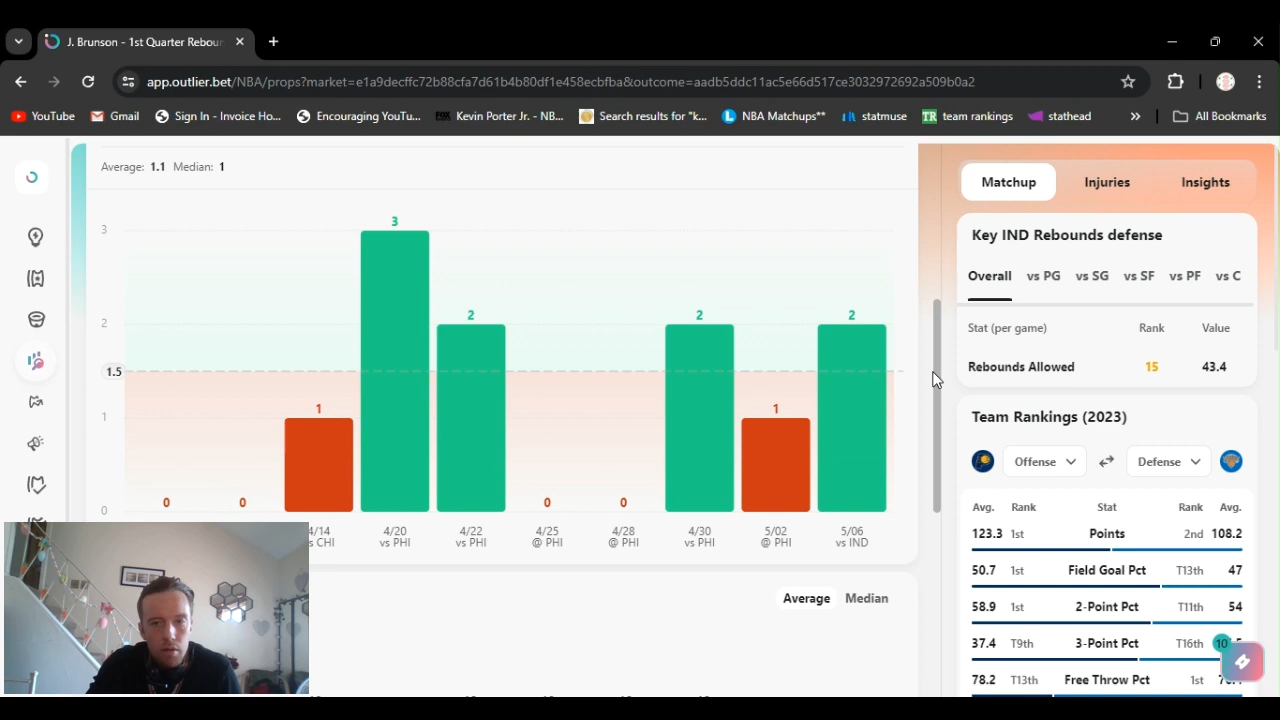 J. Brunson - 1st Quarter Rebour
app.outlier.bet/NBA/props?market=e1a9decffc72b88cfa7d61b4b80df1e458ecbfba&outcome=aadb5ddc11ac5e66d517ce3032972692a509b0a2
YouTube Gmail Sign In - Invoice Ho... Encouraging YouTu... FOX Kevin Porter Jr. - NB... Search results for "k... NBA Matchups** statmuse TR team rankings stathead » All Bookmarks
Average: 1.1 Median: 1
Matchup Injuries Insights
Key IND Rebounds defense
Overall vs PG vs SG vs SF vs PF vs C
Stat (per game) Rank Value
Rebounds Allowed 15 43.4
Team Rankings (2023)
Offense Defense
Avg. Rank Stat Rank Avg.
123.3 1st Points 2nd 108.2
50.7 1st Field Goal Pct T13th 47
58.9 1st 2-Point Pct T11th 54
37.4 T9th 3-Point Pct T16th
78.2 T13th Free Throw Pct 1st
3
2
1.5
1
0
0 0 1 3 2 0 0 2 1 2
4/14 4/20 4/22 4/25 4/28 4/30 5/02 5/06
vs CHI vs PHI vs PHI @ PHI @ PHI vs PHI @ PHI vs IND
Average Median